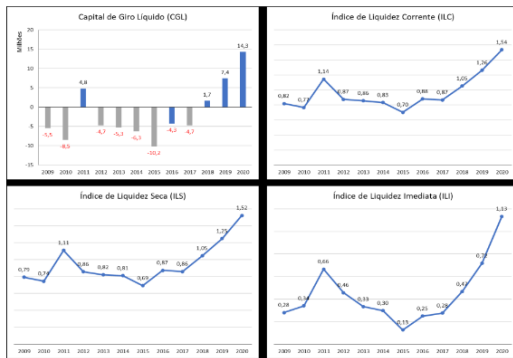 Capital de Giro Líquido (CGL)
Milhões
20
15
10
5
0
-5
-10
-15
4,8
1,7
7,4
14,3
-5,5
-8,5
-4,7
-5,3
-6,3
-10,2
-4,2
-4,7
2009 2010 2011 2012 2013 2014 2015 2016 2017 2018 2019 2020
Índice de Liquidez Corrente (ILC)
0,82 0,77 1,14 0,87 0,86 0,83 0,70 0,88 0,87 1,05 1,26 1,54
2009 2010 2011 2012 2013 2014 2015 2016 2017 2018 2019 2020
Índice de Liquidez Seca (ILS)
0,79 0,74 1,11 0,86 0,82 0,81 0,69 0,87 0,86 1,05 1,25 1,52
2009 2010 2011 2012 2013 2014 2015 2016 2017 2018 2019 2020
Índice de Liquidez Imediata (ILI)
0,28 0,34 0,66 0,46 0,33 0,30 0,25 0,28 0,47 1,13
2009 2010 2011 2012 2013 2014 2015 2016 2017 2018 2019 2020